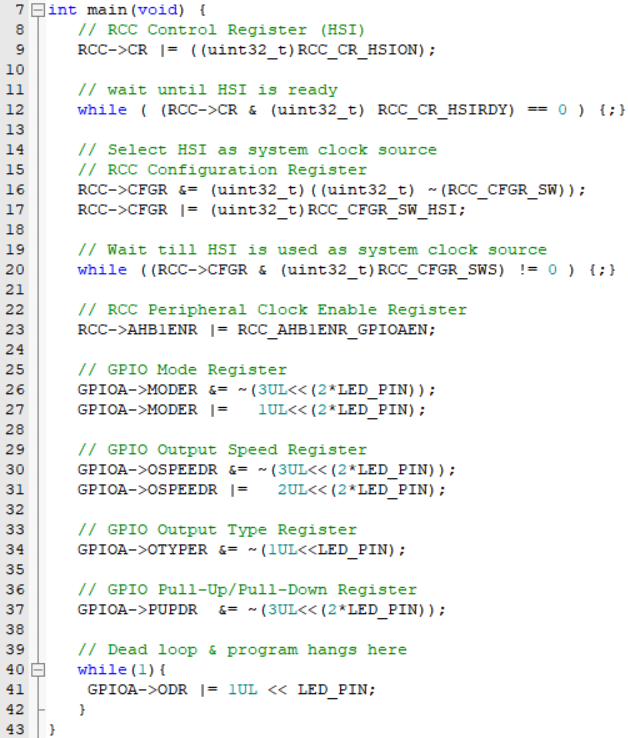 7 int main(void) {
8 // RCC Control Register (HSI)
9 RCC->CR |= ((uint32_t)RCC_CR_HSION);
10
11 // wait until HSI is ready
12 while ( (RCC->CR & (uint32_t) RCC_CR_HSIRDY) == 0 ) {;}
13
14 // Select HSI as system clock source
15 // RCC Configuration Register
16 RCC->CFGR &= (uint32_t)((uint32_t) ~(RCC_CFGR_SW));
17 RCC->CFGR |= (uint32_t)RCC_CFGR_SW_HSI;
18
19 // Wait till HSI is used as system clock source
20 while ((RCC->CFGR & (uint32_t)RCC_CFGR_SWS) != 0 ) {;}
21
22 // RCC Peripheral Clock Enable Register
23 RCC->AHB1ENR |= RCC_AHB1ENR_GPIOAEN;
24
25 // GPIO Mode Register
26 GPIOA->MODER &= ~(3UL<<(2*LED_PIN));
27 GPIOA->MODER |=   1UL<<(2*LED_PIN);
28
29 // GPIO Output Speed Register
30 GPIOA->OSPEEDR &= ~(3UL<<(2*LED_PIN));
31 GPIOA->OSPEEDR |=   2UL<<(2*LED_PIN);
32
33 // GPIO Output Type Register
34 GPIOA->OTYPER &= ~(1UL<<LED_PIN);
35
36 // GPIO Pull-Up/Pull-Down Register
37 GPIOA->PUPDR  &= ~(3UL<<(2*LED_PIN));
38
39 // Dead loop & program hangs here
40 while(1){
41 GPIOA->ODR |= 1UL << LED_PIN;
42 }
43 }